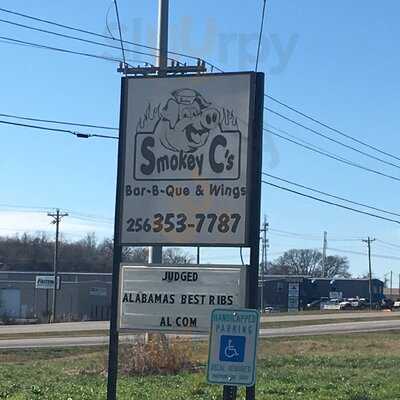 Smokey C's
Bar-B-Que & Wings
256 353-7787
JUDGED
ALABAMAS BEST RIBS
AL COM
HANDICAPPED
PARKING